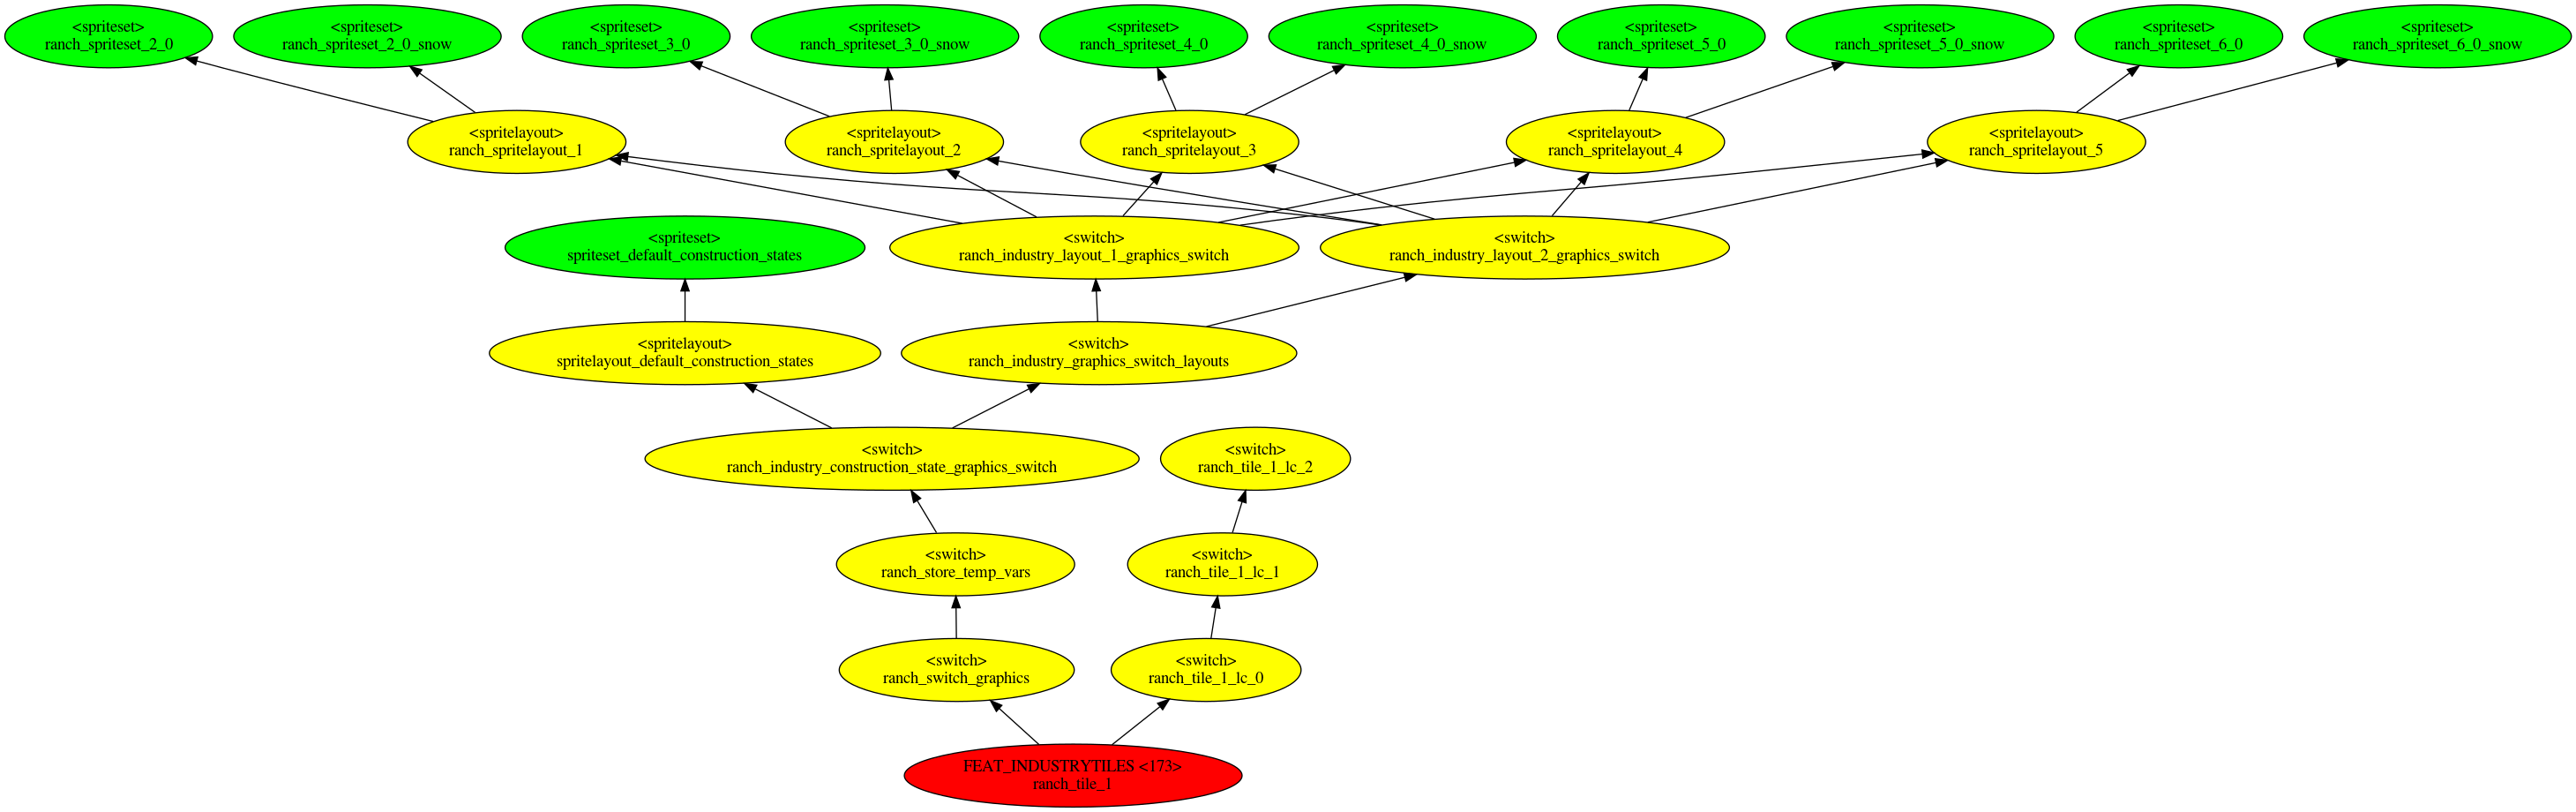 <spriteset>
ranch_spriteset_2_0
<spriteset>
ranch_spriteset_2_0_snow
<spriteset>
ranch_spriteset_3_0
<spriteset>
ranch_spriteset_3_0_snow
<spriteset>
ranch_spriteset_4_0
<spriteset>
ranch_spriteset_4_0_snow
<spriteset>
ranch_spriteset_5_0
<spriteset>
ranch_spriteset_5_0_snow
<spriteset>
ranch_spriteset_6_0
<spriteset>
ranch_spriteset_6_0_snow
<spritelayout>
ranch_spritelayout_1
<spritelayout>
ranch_spritelayout_2
<spritelayout>
ranch_spritelayout_3
<spritelayout>
ranch_spritelayout_4
<spritelayout>
ranch_spritelayout_5
<spriteset>
spriteset_default_construction_states
<switch>
ranch_industry_layout_1_graphics_switch
<switch>
ranch_industry_layout_2_graphics_switch
<spritelayout>
spritelayout_default_construction_states
<switch>
ranch_industry_graphics_switch_layouts
<switch>
ranch_industry_construction_state_graphics_switch
<switch>
ranch_tile_1_lc_2
<switch>
ranch_store_temp_vars
<switch>
ranch_tile_1_lc_1
<switch>
ranch_switch_graphics
<switch>
ranch_tile_1_lc_0
FEAT_INDUSTRYTILES <173>
ranch_tile_1